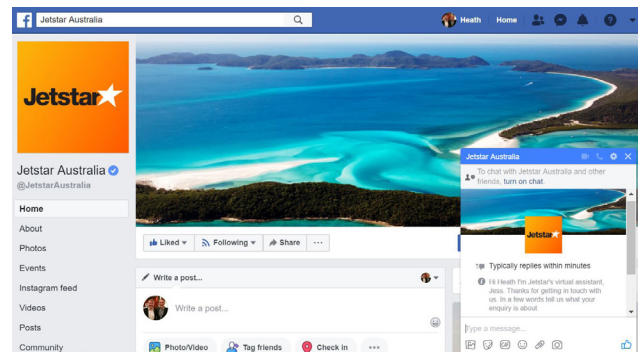 Jetstar Australia
Heath
Home
Jetstar
Jetstar Australia
@JetstarAustralia
Home
About
Photos
Events
Instagram feed
Videos
Posts
Community
Liked
Following
Share
Write a post...
Write a post...
Photo/Video
Tag friends
Check in
Jetstar Australia
To chat with Jetstar Australia and other
friends, turn on chat.
Jetstar
Typically replies within minutes
Hi Heath I'm Jetstar's virtual assistant,
Jess. Thanks for getting in touch with
us. In a few words tell us what your
enquiry is about
Type a message...
GIF